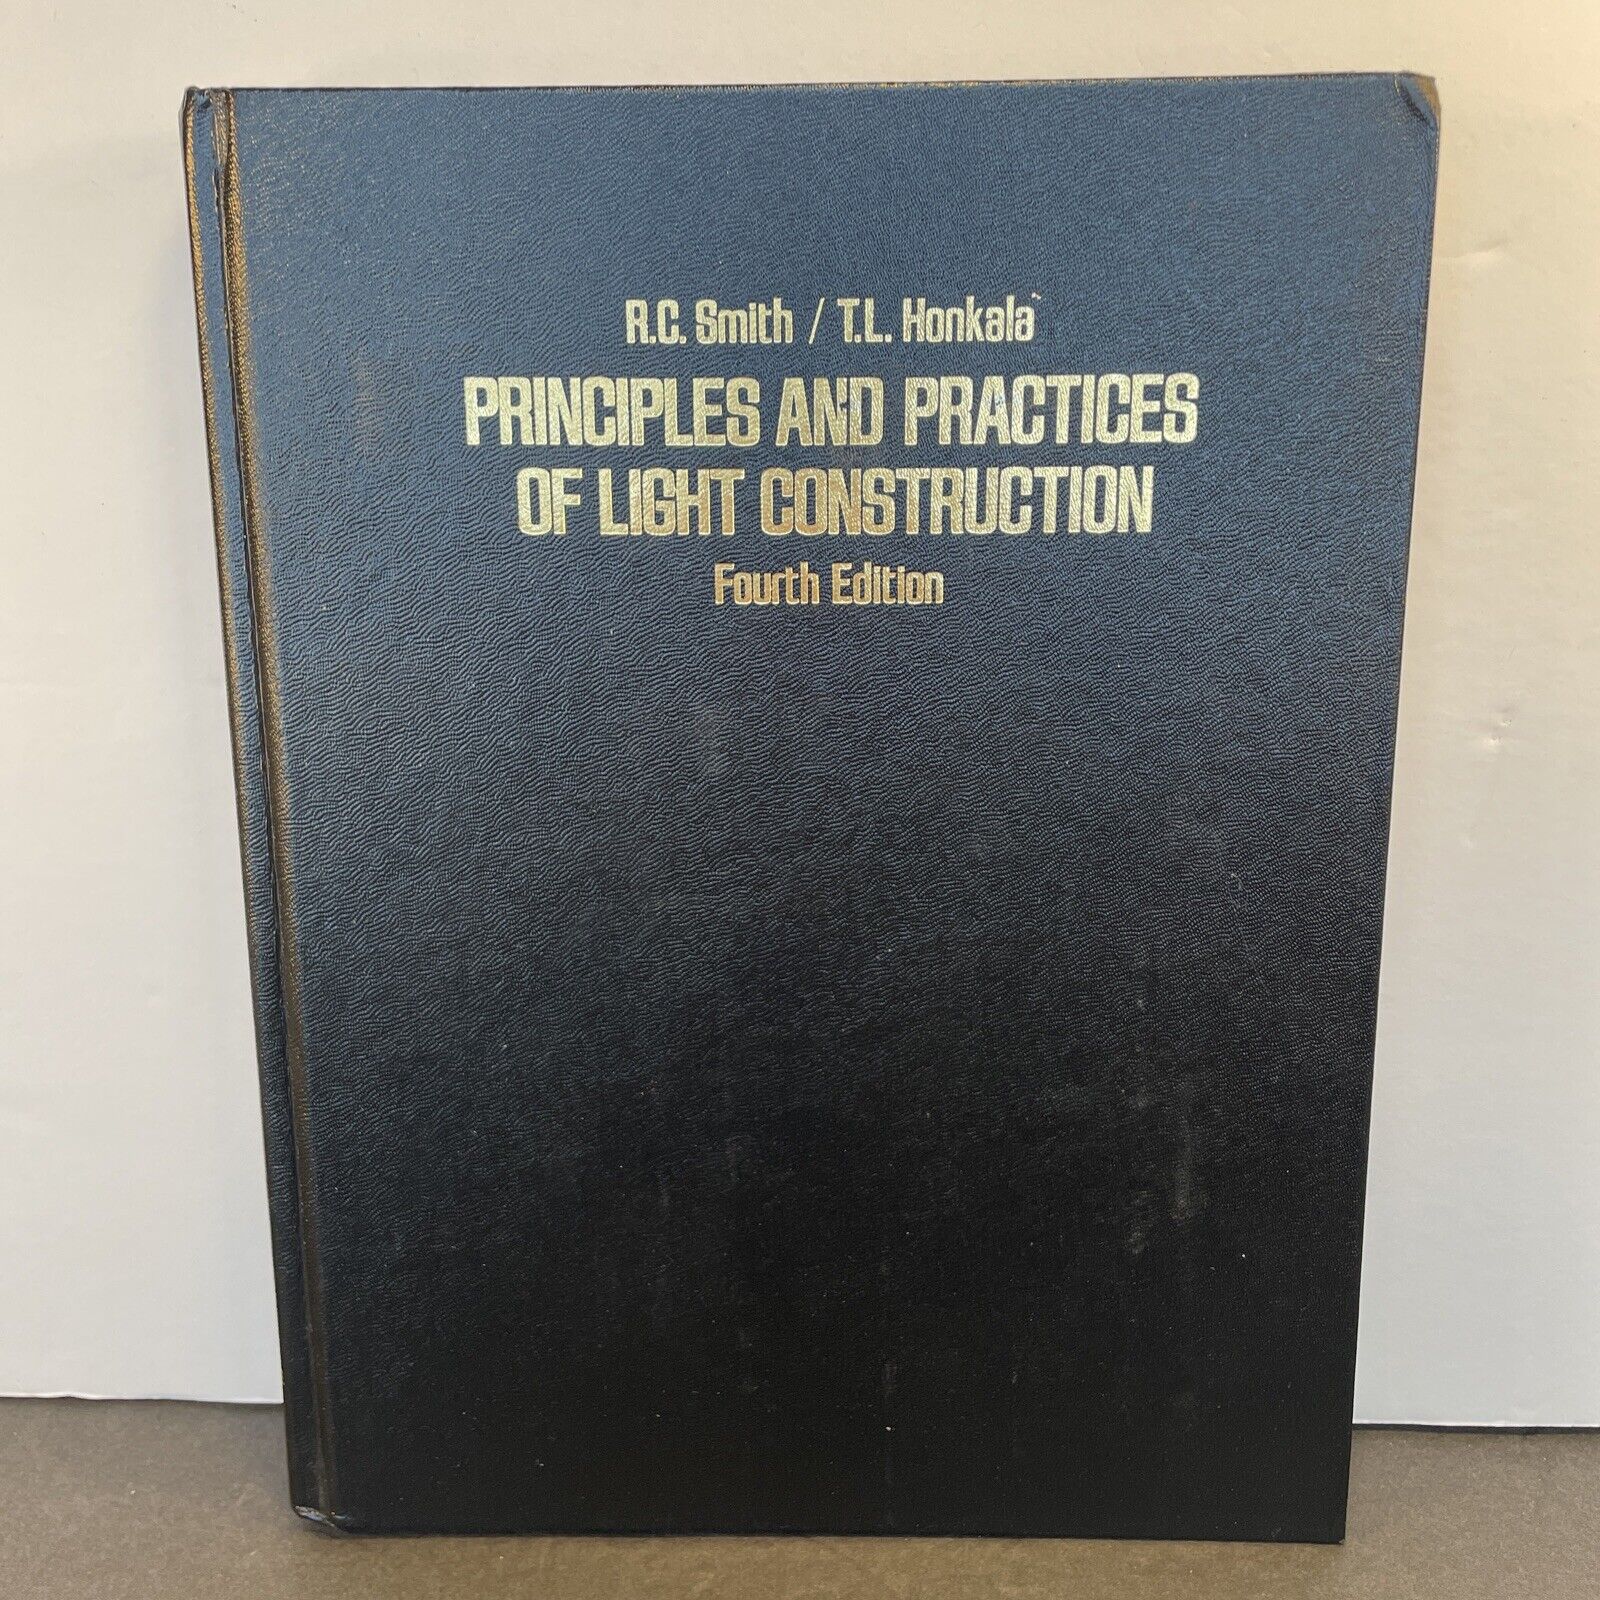 R.C. Smith / T.L. Honkala
PRINCIPLES AND PRACTICES
OF LIGHT CONSTRUCTION
Fourth Edition